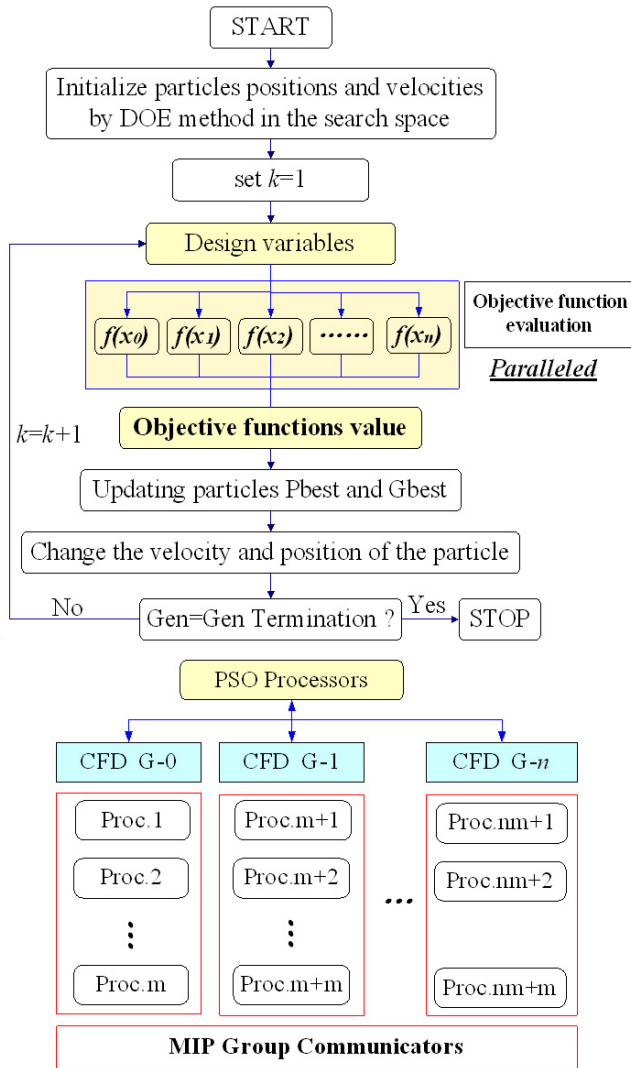 START
Initialize particles positions and velocities
by DOE method in the search space
set k=1
Design variables
f(x0) f(x1) f(x2) ...... f(xn)
Objective function
evaluation
Paralleled
Objective functions value
k=k+1
Updating particles Pbest and Gbest
Change the velocity and position of the particle
No
Gen=Gen Termination ?
Yes
STOP
PSO Processors
CFD G-0 CFD G-1 CFD G-n
Proc.1 Proc.m+1 Proc.nm+1
Proc.2 Proc.m+2 ... Proc.nm+2
Proc.m Proc.m+m Proc.nm+m
MIP Group Communicators